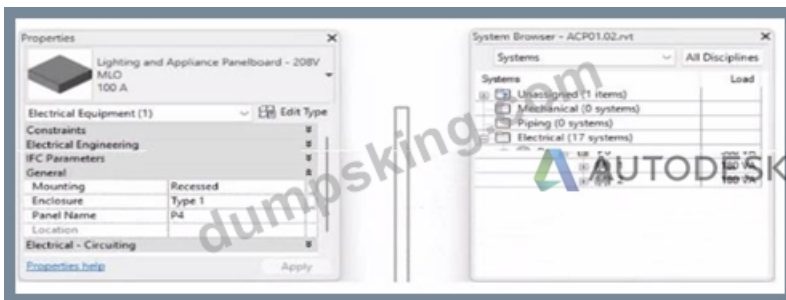 Properties
Lighting and Appliance Panelboard - 208V
MLO
100 A
Electrical Equipment (1)
Edit Type
Constraints
Electrical Engineering
IFC Parameters
General
Mounting Recessed
Enclosure Type 1
Panel Name P4
Location
Electrical - Circuiting
Properties help
Apply
System Browser - ACP01.02.rvt
Systems
All Disciplines
Systems Load
Unassigned (1 items)
Mechanical (0 systems)
Piping (0 systems)
Electrical (17 systems)
180 VA
AUTODESK
dumpsking.com